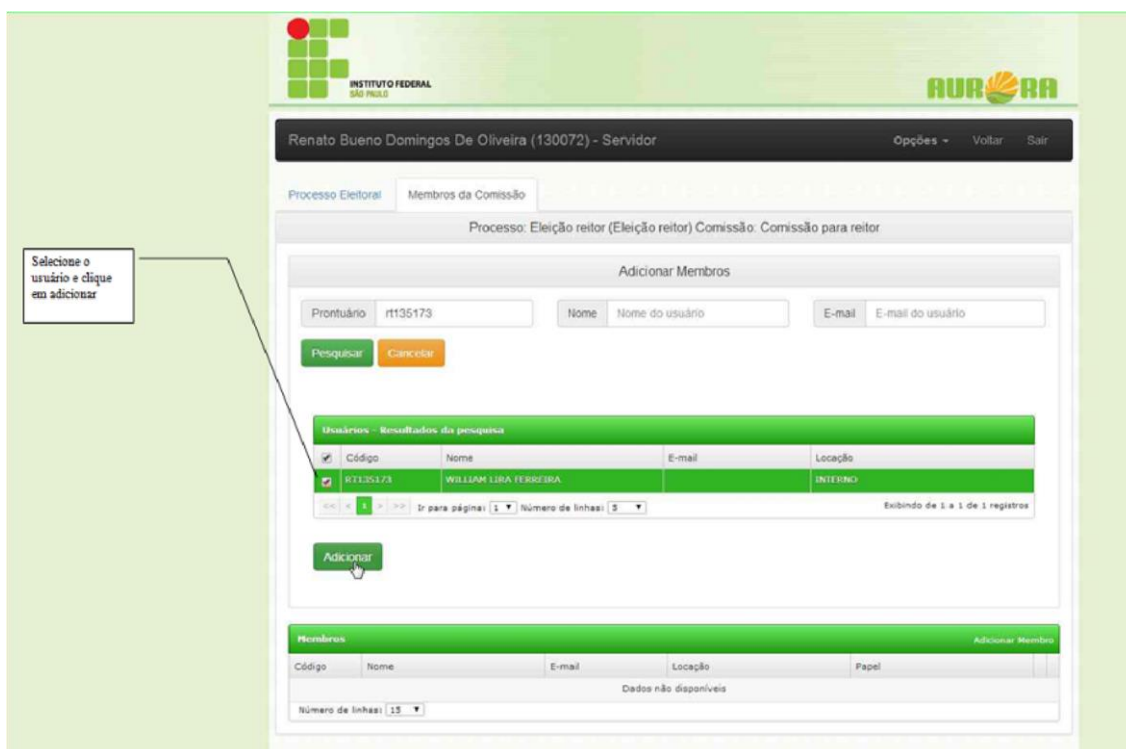 INSTITUTO FEDERAL
SÃO PAULO
AURORA
Renato Bueno Domingos De Oliveira (130072) - Servidor
Opções
Voltar
Sair
Processo Eleitoral
Membros da Comissão
Processo: Eleição reitor (Eleição reitor) Comissão: Comissão para reitor
Selecione o
usuário e clique
em adicionar
Adicionar Membros
Prontuário rt135173
Nome Nome do usuário
E-mail E-mail do usuário
Pesquisar
Cancelar
Usuários - Resultados da pesquisa
Código Nome E-mail Locação
RT135173 WILLIAM LIRA FERREIRA INTERNO
<< < 1 > >> Ir para página: 1 Número de linhas: 5 Exibindo de 1 a 1 de 1 registros
Adicionar
Membros Adicionar Membro
Código Nome E-mail Locação Papel
Dados não disponíveis
Número de linhas: 15